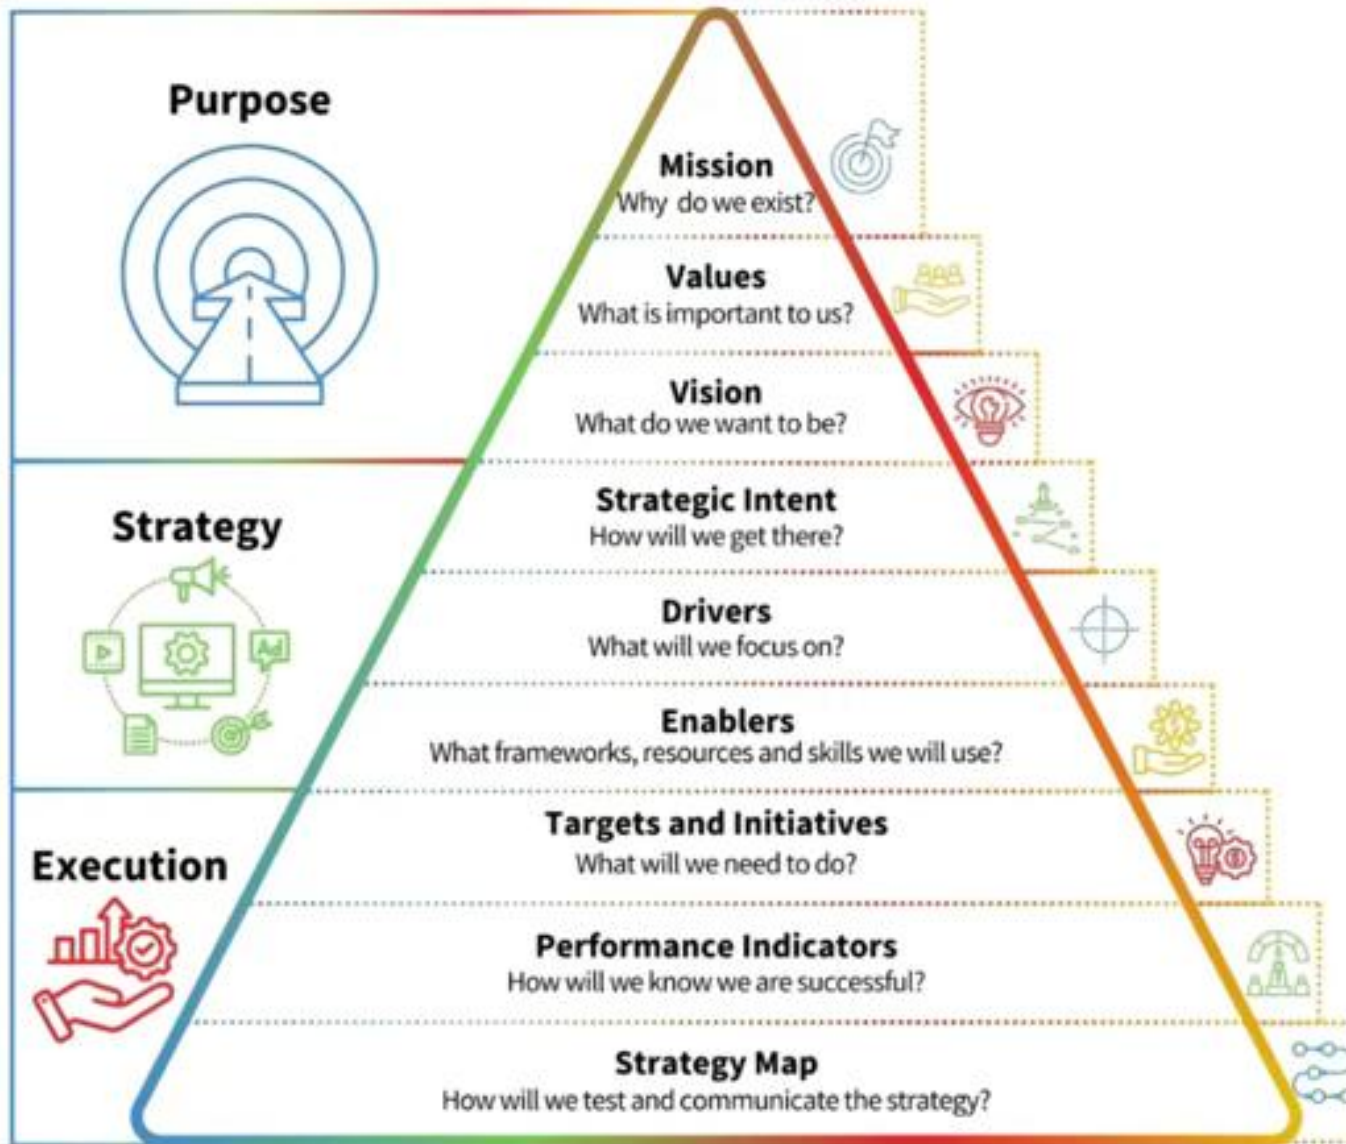 Purpose
Mission
Why do we exist?
Values
What is important to us?
Vision
What do we want to be?
Strategy
Strategic Intent
How will we get there?
Drivers
What will we focus on?
Ad
Enablers
What frameworks, resources and skills we will use?
Execution
Targets and Initiatives
What will we need to do?
Performance Indicators
How will we know we are successful?
Strategy Map
How will we test and communicate the strategy?